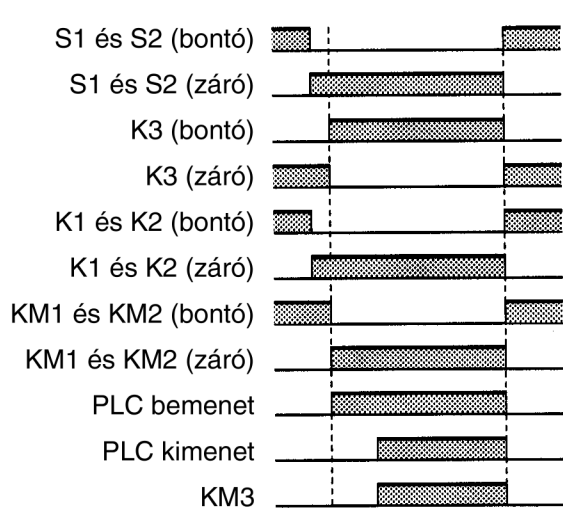 S1 és S2 (bontó)
S1 és S2 (záró)
K3 (bontó)
K3 (záró)
K1 és K2 (bontó)
K1 és K2 (záró)
KM1 és KM2 (bontó)
KM1 és KM2 (záró)
PLC bemenet
PLC kimenet
KM3